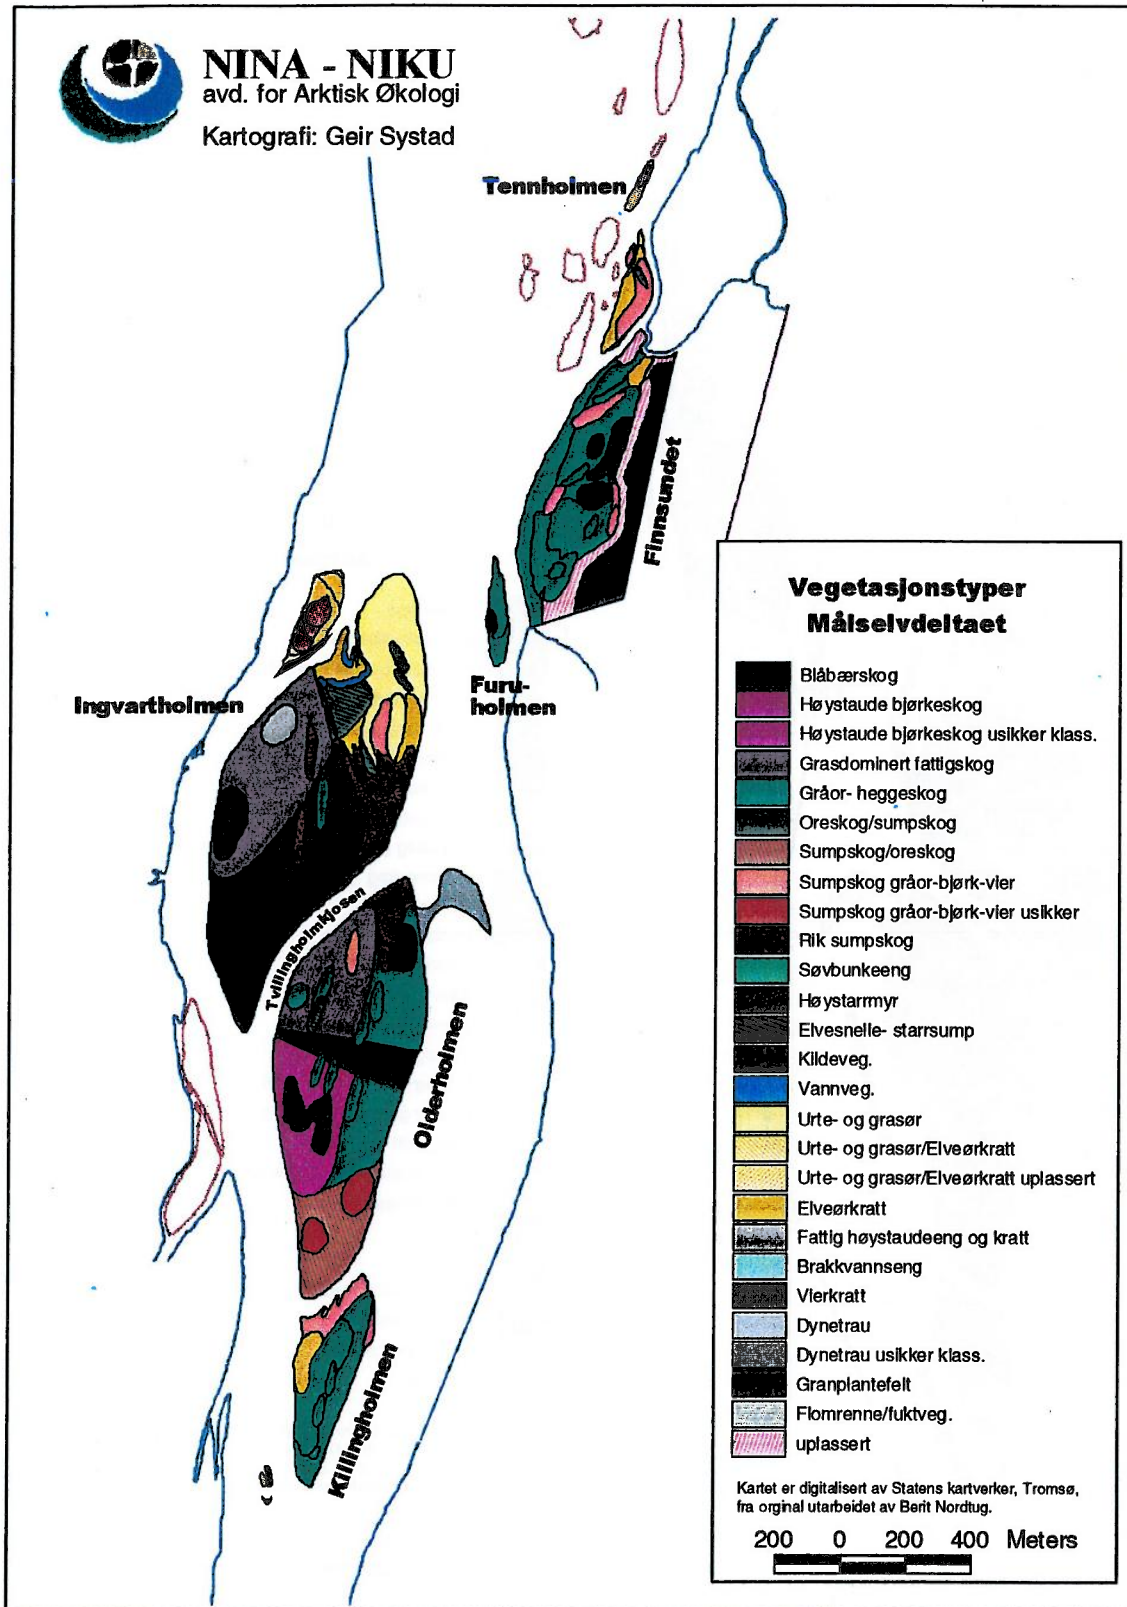 NINA - NIKU
avd. for Arktisk Økologi
Kartografi: Geir Systad
Tennholmen
Finnsundet
Furu-
holmen
Ingvartholmen
Tvillingholmkjosen
Olderholmen
Killingholmen
Vegetasjonstyper
Målselvdeltaet
Blåbærskog
Høystaude bjørkeskog
Høystaude bjørkeskog usikker klass.
Grasdominert fattigskog
Gråor- heggeskog
Oreskog/sumpskog
Sumpskog/oreskog
Sumpskog gråor-bjørk-vier
Sumpskog gråor-bjørk-vier usikker
Rik sumpskog
Søvbunkeeng
Høystarrmyr
Elvesnelle- starrsump
Kildeveg.
Vannveg.
Urte- og grasør
Urte- og grasør/Elveørkratt
Urte- og grasør/Elveørkratt uplassert
Elveørkratt
Fattig høystaudeeng og kratt
Brakkvannseng
Vierkratt
Dynetrau
Dynetrau usikker klass.
Granplantefelt
Flomrenne/fuktveg.
uplassert
Kartet er digitalisert av Statens kartverker, Tromsø,
fra orginal utarbeidet av Berit Nordtug.
200 0 200 400 Meters